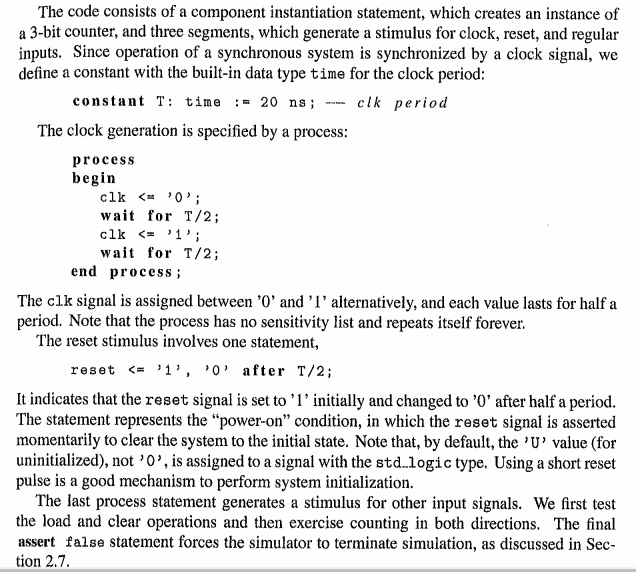 The code consists of a component instantiation statement, which creates an instance of
a 3-bit counter, and three segments, which generate a stimulus for clock, reset, and regular
inputs. Since operation of a synchronous system is synchronized by a clock signal, we
define a constant with the built-in data type time for the clock period:
constant T: time := 20 ns; -- clk period
The clock generation is specified by a process:
process
begin
clk <= '0';
wait for T/2;
clk <= '1';
wait for T/2;
end process;
The clk signal is assigned between '0' and '1' alternatively, and each value lasts for half a
period. Note that the process has no sensitivity list and repeats itself forever.
The reset stimulus involves one statement,
reset <= '1', '0' after T/2;
It indicates that the reset signal is set to '1' initially and changed to '0' after half a period.
The statement represents the “power-on” condition, in which the reset signal is asserted
momentarily to clear the system to the initial state. Note that, by default, the 'U' value (for
uninitialized), not '0', is assigned to a signal with the std_logic type. Using a short reset
pulse is a good mechanism to perform system initialization.
The last process statement generates a stimulus for other input signals. We first test
the load and clear operations and then exercise counting in both directions. The final
assert false statement forces the simulator to terminate simulation, as discussed in Sec-
tion 2.7.